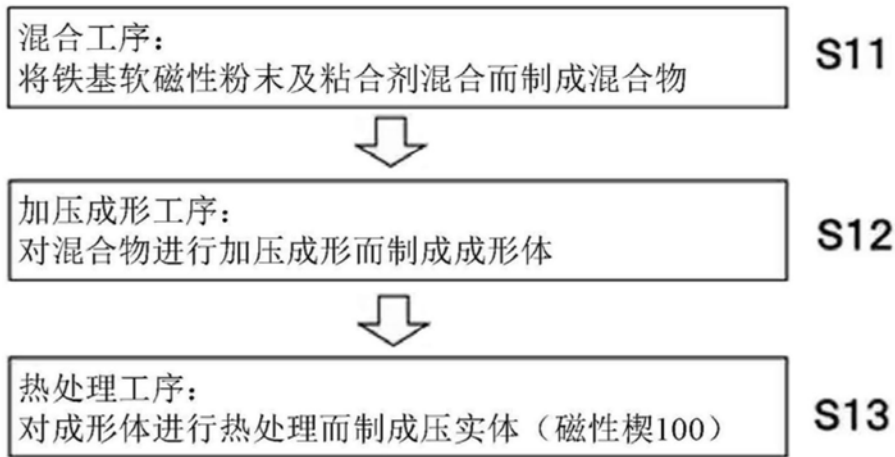 混合工序：
将铁基软磁性粉末及粘合剂混合而制成混合物
S11
加压成形工序：
对混合物进行加压成形而制成成形体
S12
热处理工序：
对成形体进行热处理而制成压实体（磁性楔100）
S13